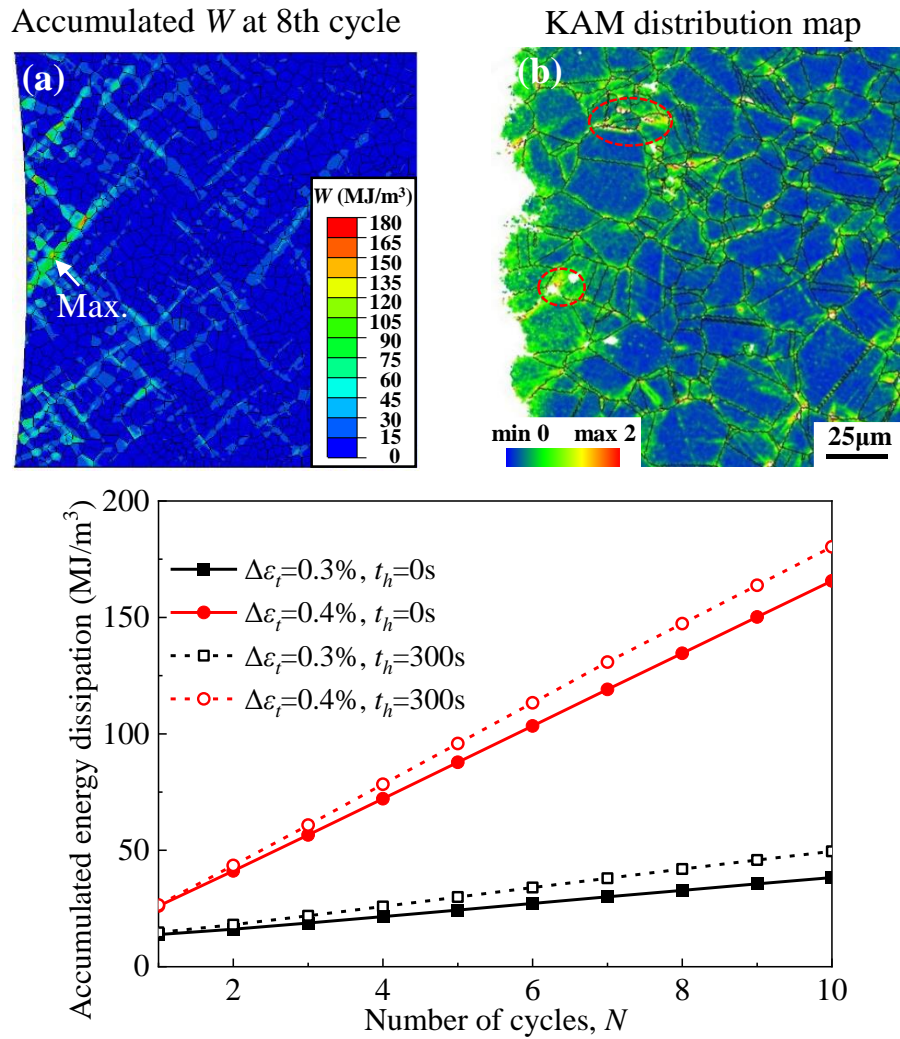 Accumulated W at 8th cycle
KAM distribution map
(a)
Max.
W (MJ/m³)
180
165
150
135
120
105
90
75
60
45
30
15
0
(b)
min 0 max 2
25μm
Accumulated energy dissipation (MJ/m³)
200
150
100
50
0
Δεt=0.3%, th=0s
Δεt=0.4%, th=0s
Δεt=0.3%, th=300s
Δεt=0.4%, th=300s
2 4 6 8 10
Number of cycles, N